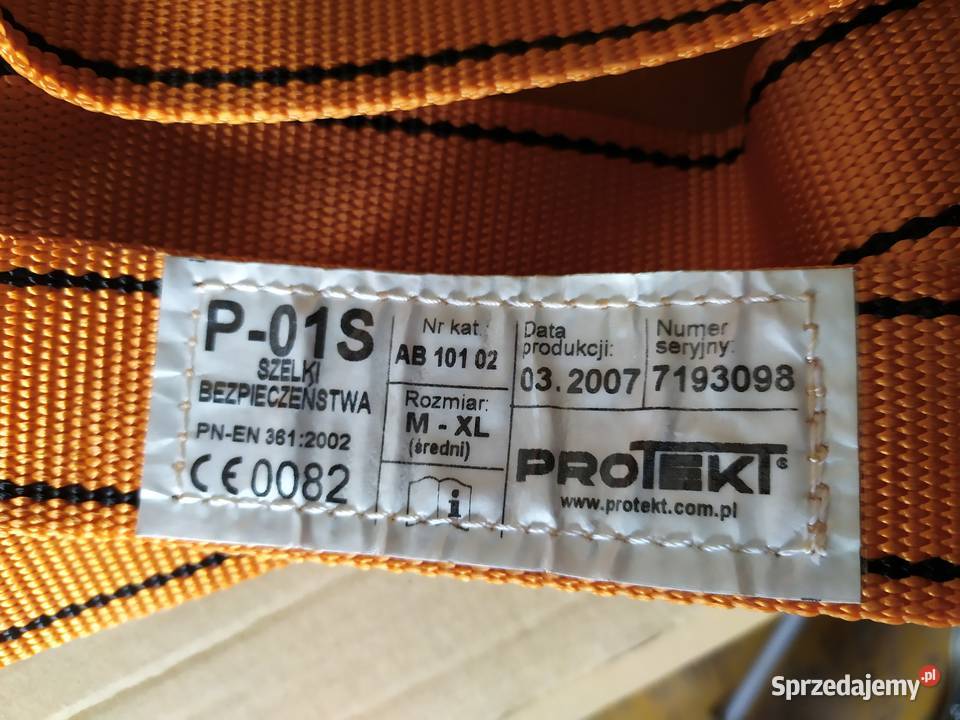 P-01S
SZELKI
BEZPIECZEŃSTWA
PN-EN 361:2002
CE 0082
Nr kat.:
AB 101 02
Rozmiar:
M - XL
(średni)
i
Data
produkcji:
03.2007
Numer
seryjny:
7193098
PROTEKT®
www.protekt.com.pl
Sprzedajemy.pl